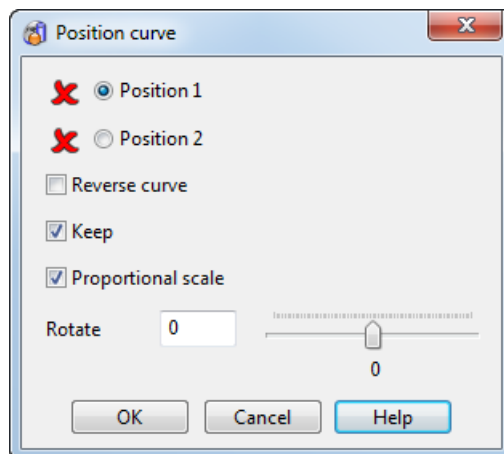 Position curve
Position 1
Position 2
Reverse curve
Keep
Proportional scale
Rotate 0
0
OK Cancel Help